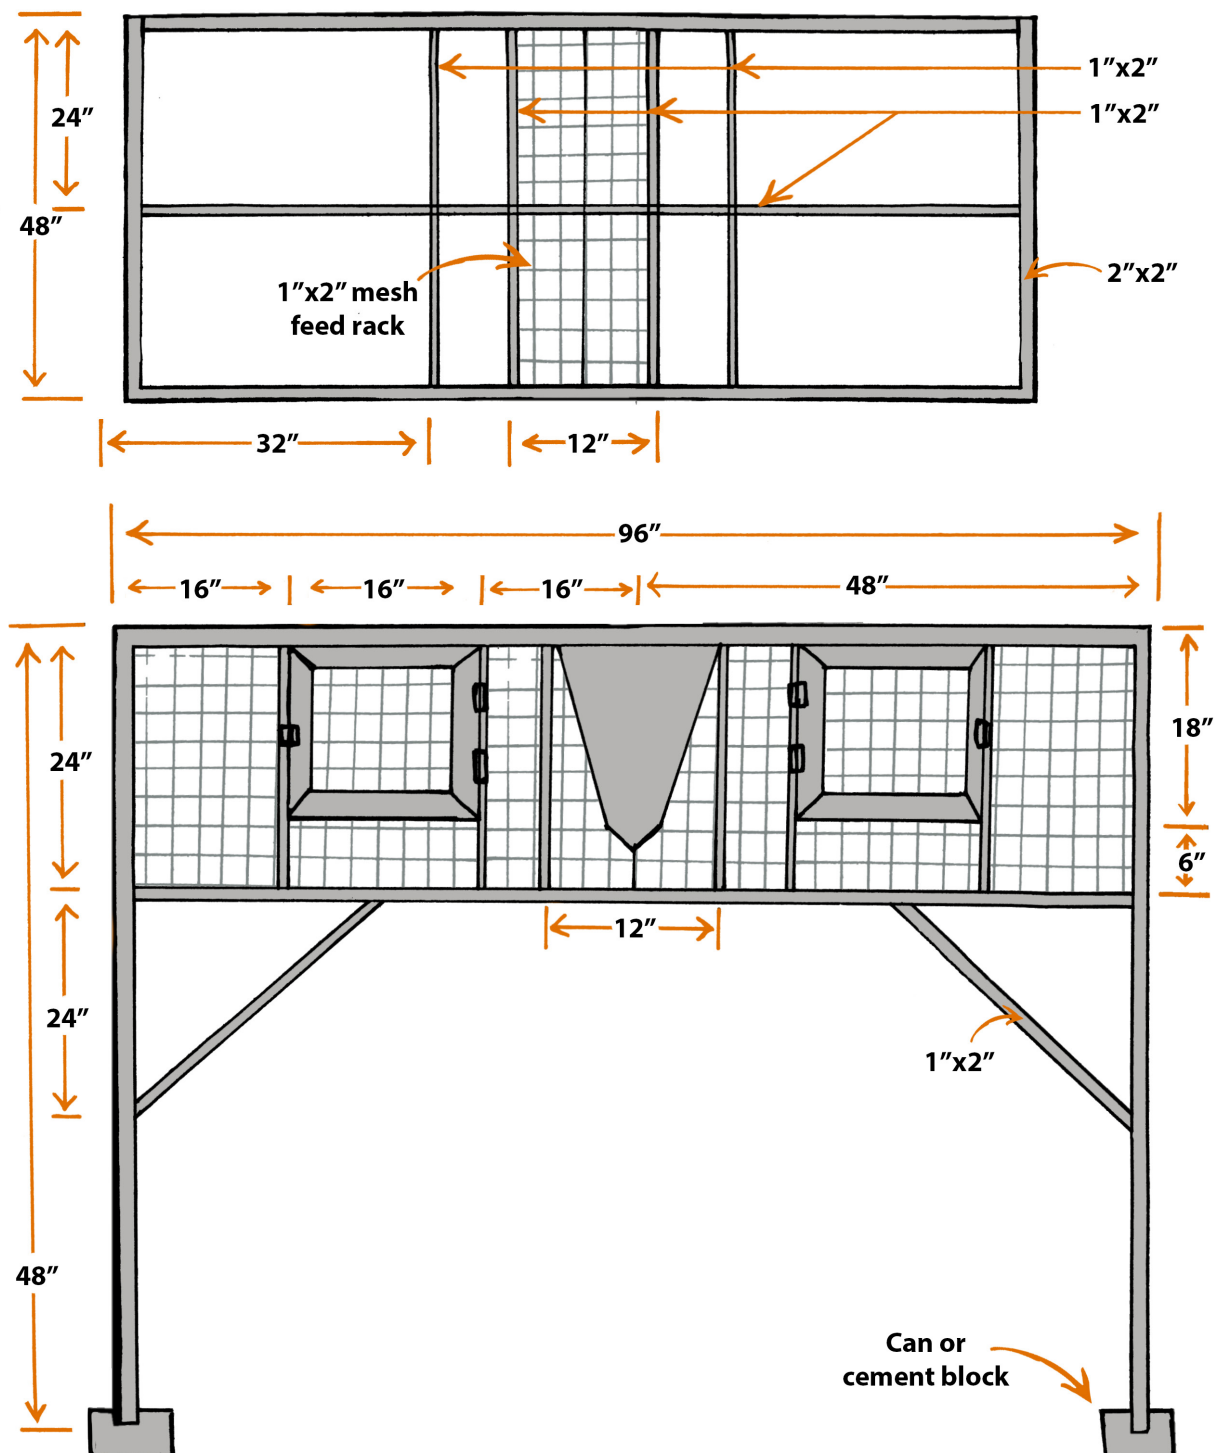 1”x2”
24”
1”x2”
48”
2”x2”
1”x2” mesh
feed rack
32”
12”
96”
16”
16”
16”
48”
18”
24”
6”
12”
24”
1”x2”
48”
Can or
cement block